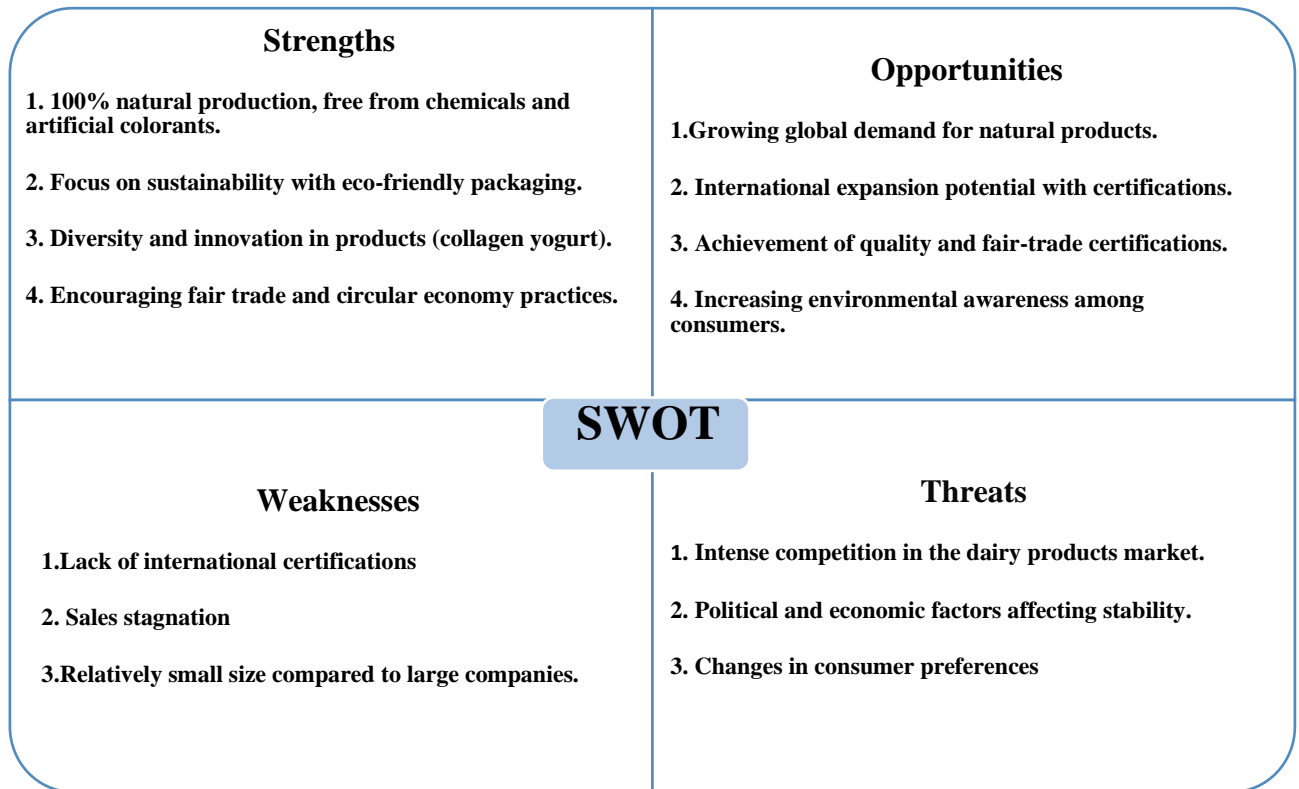 Strengths
1. 100% natural production, free from chemicals and
artificial colorants.
2. Focus on sustainability with eco-friendly packaging.
3. Diversity and innovation in products (collagen yogurt).
4. Encouraging fair trade and circular economy practices.
Opportunities
1.Growing global demand for natural products.
2. International expansion potential with certifications.
3. Achievement of quality and fair-trade certifications.
4. Increasing environmental awareness among
consumers.
SWOT
Weaknesses
1.Lack of international certifications
2. Sales stagnation
3.Relatively small size compared to large companies.
Threats
1. Intense competition in the dairy products market.
2. Political and economic factors affecting stability.
3. Changes in consumer preferences